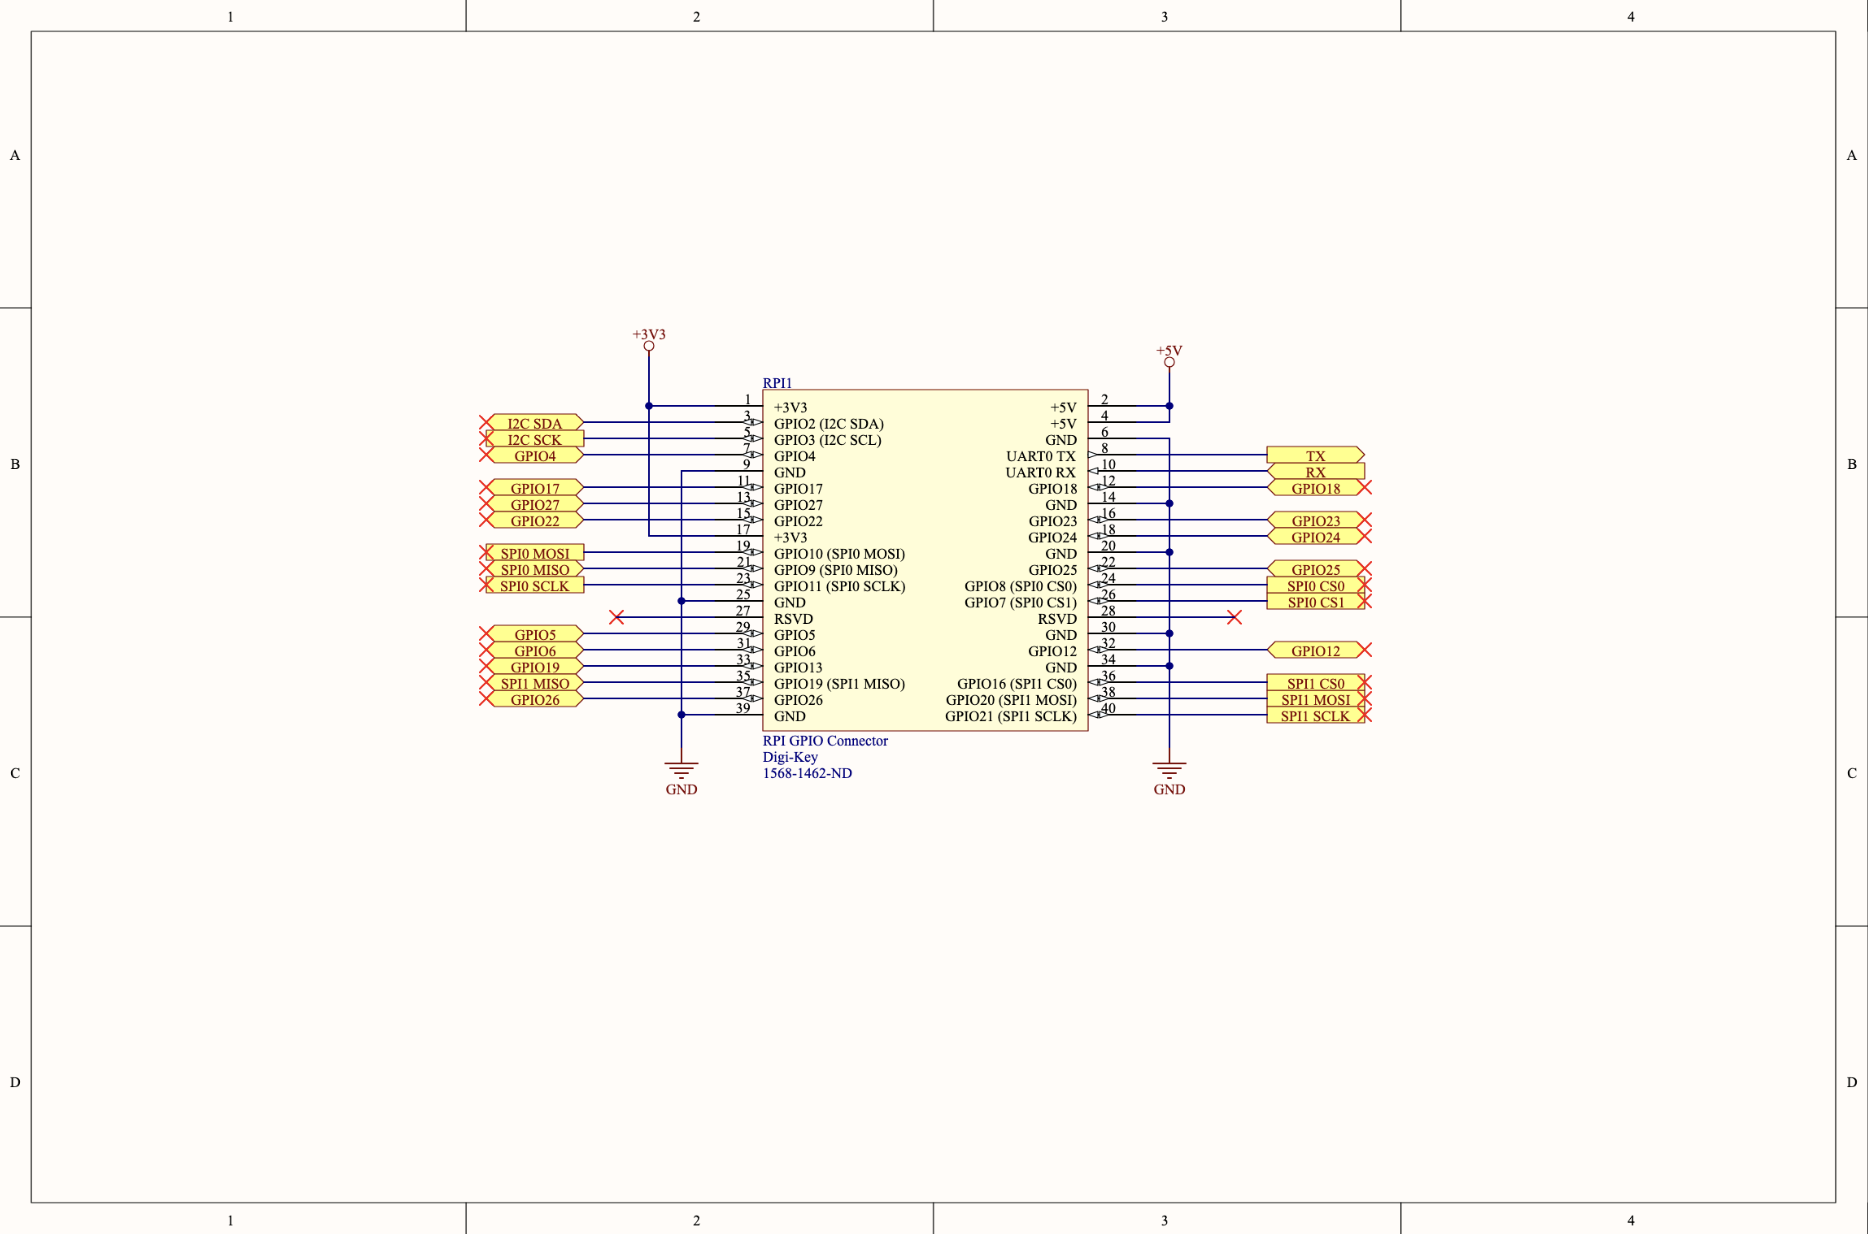 1 2 3 4
A A
+3V3
+5V
RPI1
1 +3V3 +5V 2
I2C SDA 3 GPIO2 (I2C SDA) +5V 4
I2C SCK 5 GPIO3 (I2C SCL) GND 6
GPIO4 7 GPIO4 UART0 TX 8 TX
B 9 GND UART0 RX 10 RX B
GPIO17 11 GPIO17 GPIO18 12 GPIO18
GPIO27 13 GPIO27 GND 14
GPIO22 15 GPIO22 GPIO23 16 GPIO23
17 +3V3 GPIO24 18 GPIO24
SPI0 MOSI 19 GPIO10 (SPI0 MOSI) GND 20
SPI0 MISO 21 GPIO9 (SPI0 MISO) GPIO25 22 GPIO25
SPI0 SCLK 23 GPIO11 (SPI0 SCLK) GPIO8 (SPI0 CS0) 24 SPI0 CS0
25 GND GPIO7 (SPI0 CS1) 26 SPI0 CS1
27 RSVD RSVD 28
GPIO5 29 GPIO5 GND 30
GPIO6 31 GPIO6 GPIO12 32 GPIO12
GPIO19 33 GPIO13 GND 34
SPI1 MISO 35 GPIO19 (SPI1 MISO) GPIO16 (SPI1 CS0) 36 SPI1 CS0
GPIO26 37 GPIO26 GPIO20 (SPI1 MOSI) 38 SPI1 MOSI
39 GND GPIO21 (SPI1 SCLK) 40 SPI1 SCLK
RPI GPIO Connector
Digi-Key
C 1568-1462-ND C
GND GND
D D
1 2 3 4